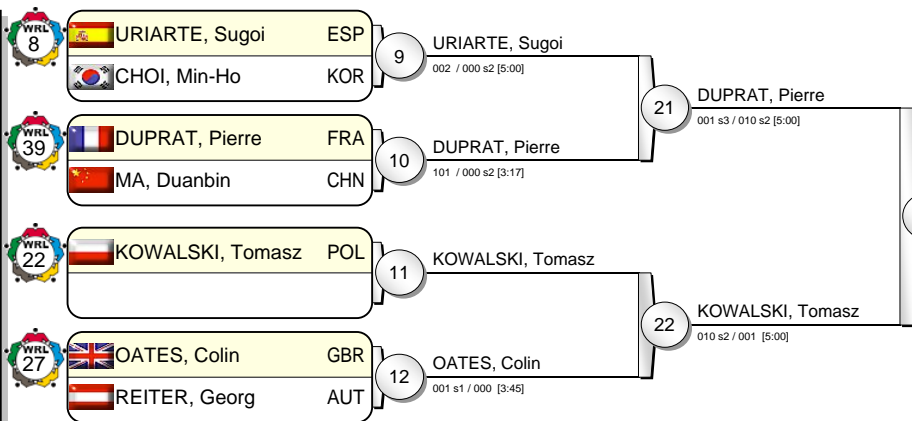 WRL
8
URIARTE, Sugoi ESP
CHOI, Min-Ho KOR
9
URIARTE, Sugoi
002 / 000 s2 [5:00]
WRL
39
DUPRAT, Pierre FRA
MA, Duanbin CHN
10
DUPRAT, Pierre
101 / 000 s2 [3:17]
21
DUPRAT, Pierre
001 s3 / 010 s2 [5:00]
WRL
22
KOWALSKI, Tomasz POL
11
KOWALSKI, Tomasz
WRL
27
OATES, Colin GBR
REITER, Georg AUT
12
OATES, Colin
001 s1 / 000 [3:45]
22
KOWALSKI, Tomasz
010 s2 / 001 [5:00]